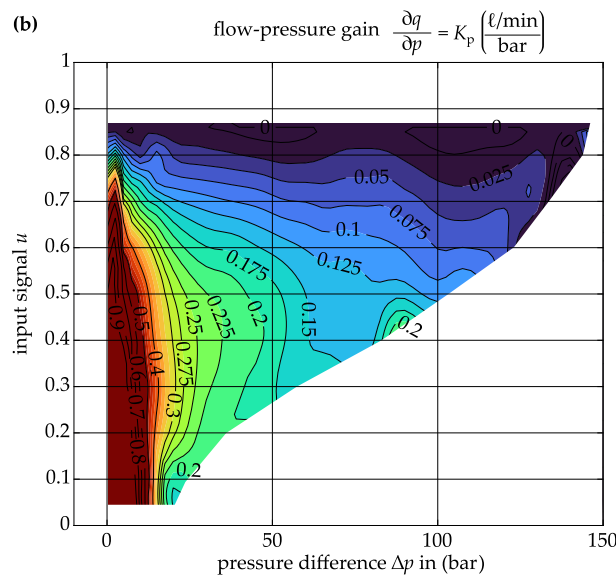 (b)
flow-pressure gain ∂q/∂p = Kp (ℓ/min / bar)
1
0.9
0.8
0.7
0.6
0.5
0.4
0.3
0.2
0.1
0
input signal u
0 0 0
0.05 0.025
0.1 0.075
0.175 0.125
0.25 0.225 0.2 0.15
0.9 0.5 0.2
0.4 0.275
0.6 0.3
0.7
0.8 0.2
0 50 100 150
pressure difference Δp in (bar)